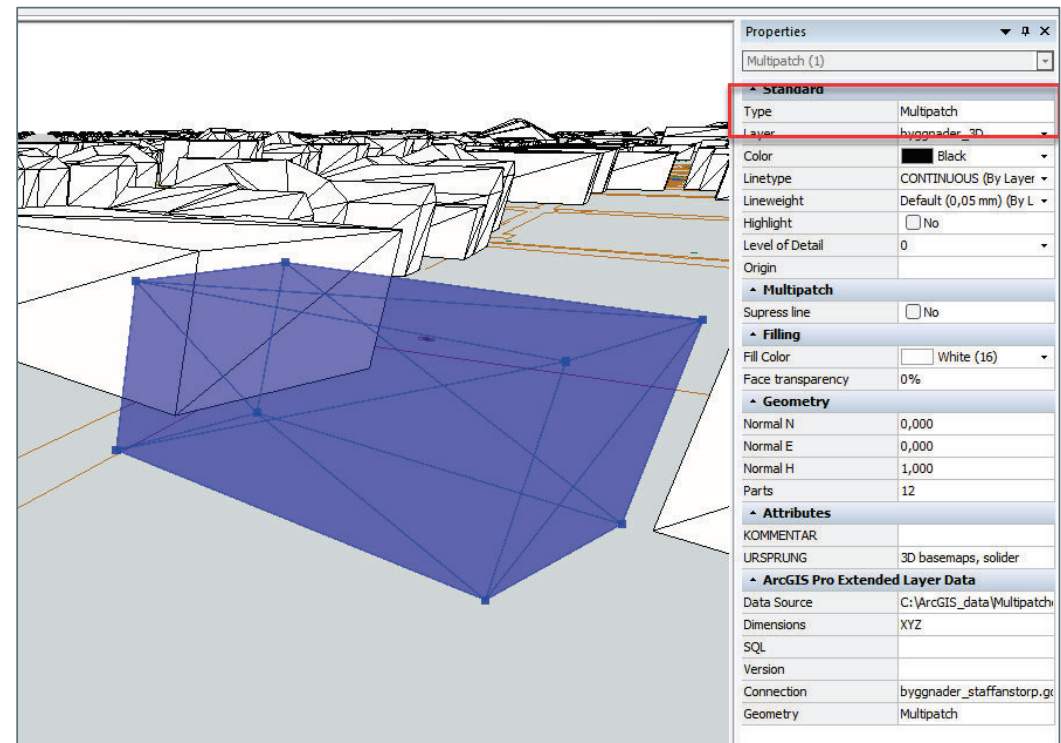 Properties
Multipatch (1)
Standard
Type Multipatch
Layer byggnader_3D
Color Black
Linetype CONTINUOUS (By Layer
Lineweight Default (0,05 mm) (By L
Highlight No
Level of Detail 0
Origin
Multipatch
Supress line No
Filling
Fill Color White (16)
Face transparency 0%
Geometry
Normal N 0,000
Normal E 0,000
Normal H 1,000
Parts 12
Attributes
KOMMENTAR
URSPRUNG 3D basemaps, solider
ArcGIS Pro Extended Layer Data
Data Source C:\ArcGIS_data\Multipatch
Dimensions XYZ
SQL
Version
Connection byggnader_staffanstorp.g
Geometry Multipatch